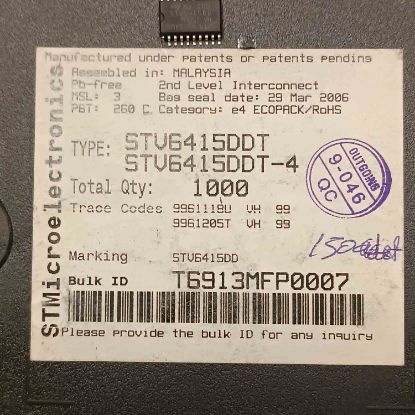 Manufactured under patents or patents pending
Assembled in: MALAYSIA
Pb-free 2nd Level Interconnect
MSL: 3 Bag seal date: 29 Mar 2006
PBT: 260 C Category: e4 ECOPACK/RoHS
TYPE: STV6415DDT
STV6415DDT-4
Total Qty: 1000
Trace Codes 9961119U VH 99
9961205T VH 99
Marking STV6415DD
Bulk ID T6913MFP0007
Please provide the bulk ID for any inquiry
STMicroelectronics
OUTGOING
9-046
QC